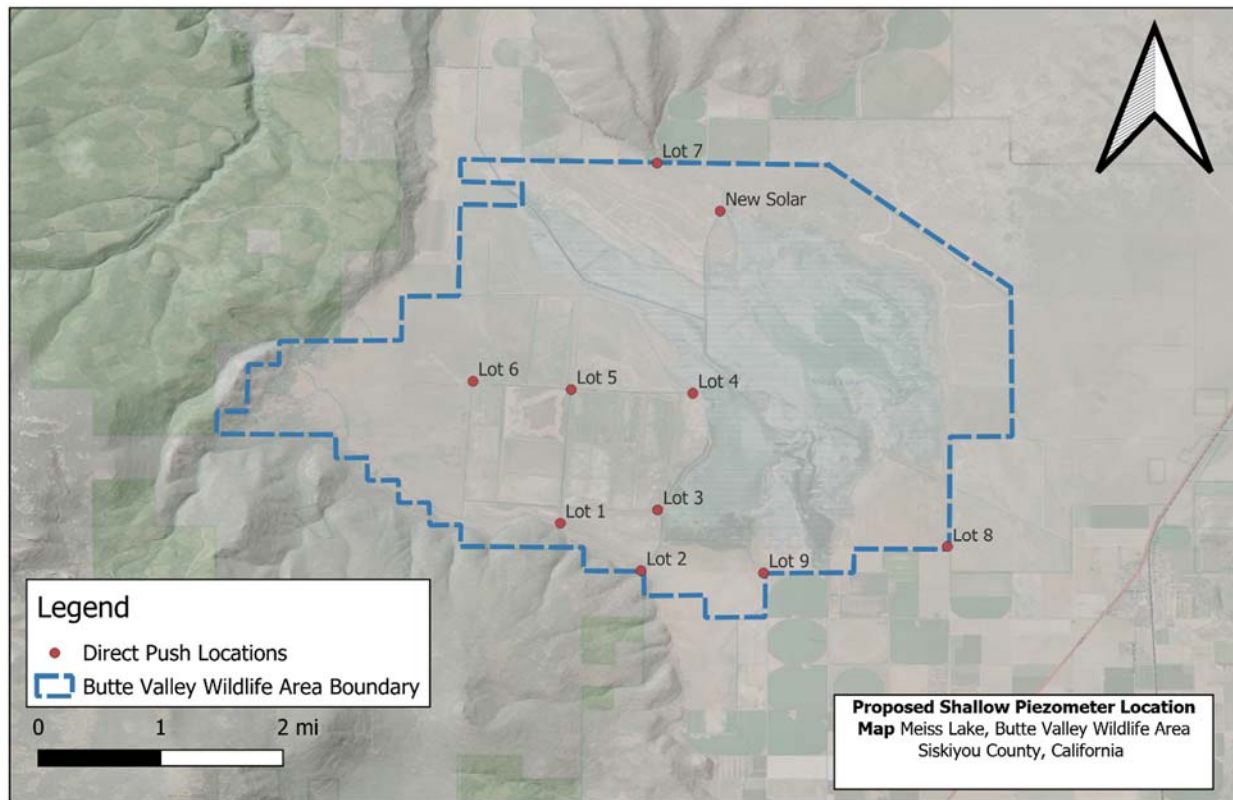 Lot 7
New Solar
Lot 6
Lot 5
Lot 4
Lot 3
Lot 1
Lot 8
Lot 2
Lot 9
Legend
Direct Push Locations
Butte Valley Wildlife Area Boundary
0 1 2 mi
Proposed Shallow Piezometer Location
Map Meiss Lake, Butte Valley Wildlife Area
Siskiyou County, California